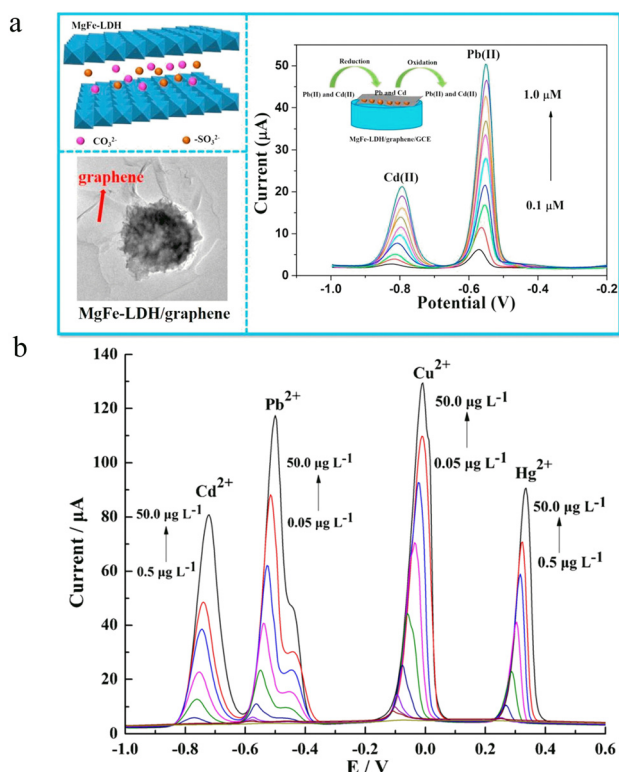 a
MgFe-LDH
CO₃²⁻
-SO₃²⁻
graphene
MgFe-LDH/graphene
Reduction
Oxidation
Pb(II) and Cd(II)
Pb and Cd
Pb(II) and Cd(II)
MgFe-LDH/graphene/GCE
Pb(II)
Cd(II)
1.0 μM
0.1 μM
Current (μA)
50
40
30
20
10
0
-1.0
-0.8
-0.6
-0.4
-0.2
Potential (V)
b
Cd²⁺
50.0 μg L⁻¹
0.5 μg L⁻¹
Pb²⁺
50.0 μg L⁻¹
0.05 μg L⁻¹
Cu²⁺
50.0 μg L⁻¹
0.05 μg L⁻¹
Hg²⁺
50.0 μg L⁻¹
0.5 μg L⁻¹
Current / μA
140
120
100
80
60
40
20
0
-1.0
-0.8
-0.6
-0.4
-0.2
0.0
0.2
0.4
0.6
E / V